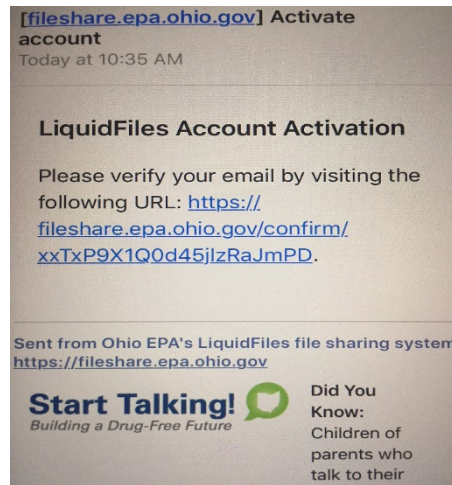 [fileshare.epa.ohio.gov] Activate
account
Today at 10:35 AM
LiquidFiles Account Activation
Please verify your email by visiting the
following URL: https://
fileshare.epa.ohio.gov/confirm/
xxTxP9X1Q0d45jlzRaJmPD.
Sent from Ohio EPA's LiquidFiles file sharing system
https://fileshare.epa.ohio.gov
Start Talking!
Building a Drug-Free Future
Did You
Know:
Children of
parents who
talk to their